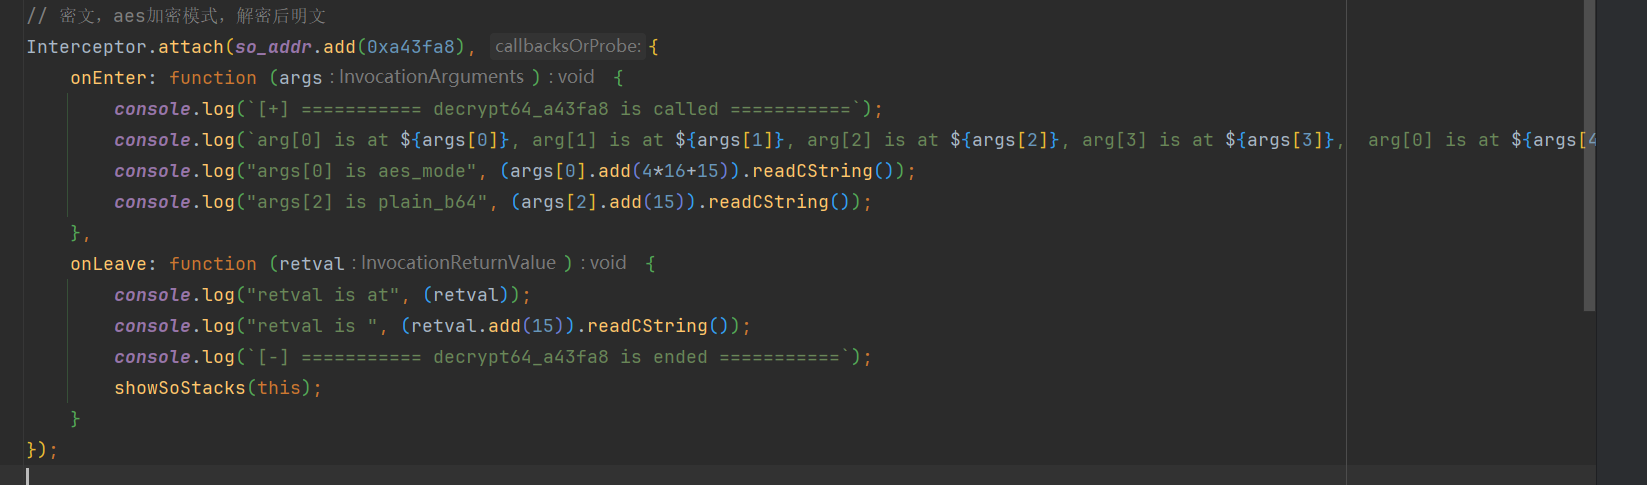 // 密文，aes加密模式，解密后明文
Interceptor.attach(so_addr.add(0xa43fa8), callbacksOrProbe: {
    onEnter: function (args : InvocationArguments ) : void  {
        console.log(`[+] =========== decrypt64_a43fa8 is called ===========`);
        console.log(`arg[0] is at ${args[0]}, arg[1] is at ${args[1]}, arg[2] is at ${args[2]}, arg[3] is at ${args[3]},  arg[0] is at ${args[4
        console.log("args[0] is aes_mode", (args[0].add(4*16+15)).readCString());
        console.log("args[2] is plain_b64", (args[2].add(15)).readCString());
    },
    onLeave: function (retval : InvocationReturnValue ) : void  {
        console.log("retval is at", (retval));
        console.log("retval is ", (retval.add(15)).readCString());
        console.log(`[-] =========== decrypt64_a43fa8 is ended ===========`);
        showSoStacks(this);
    }
});